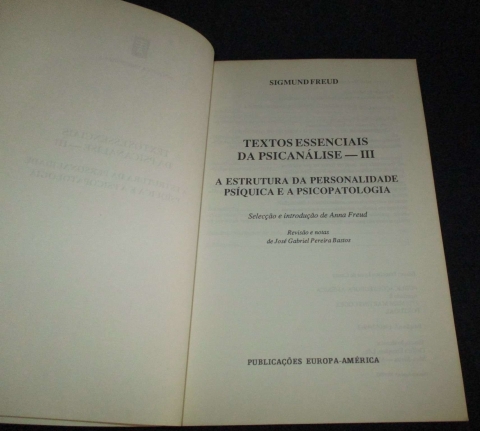 SIGMUND FREUD
TEXTOS ESSENCIAIS
DA PSICANÁLISE — III
A ESTRUTURA DA PERSONALIDADE
PSÍQUICA E A PSICOPATOLOGIA
Selecção e introdução de Anna Freud
Revisão e notas
de José Gabriel Pereira Bastos
PUBLICAÇÕES EUROPA-AMÉRICA